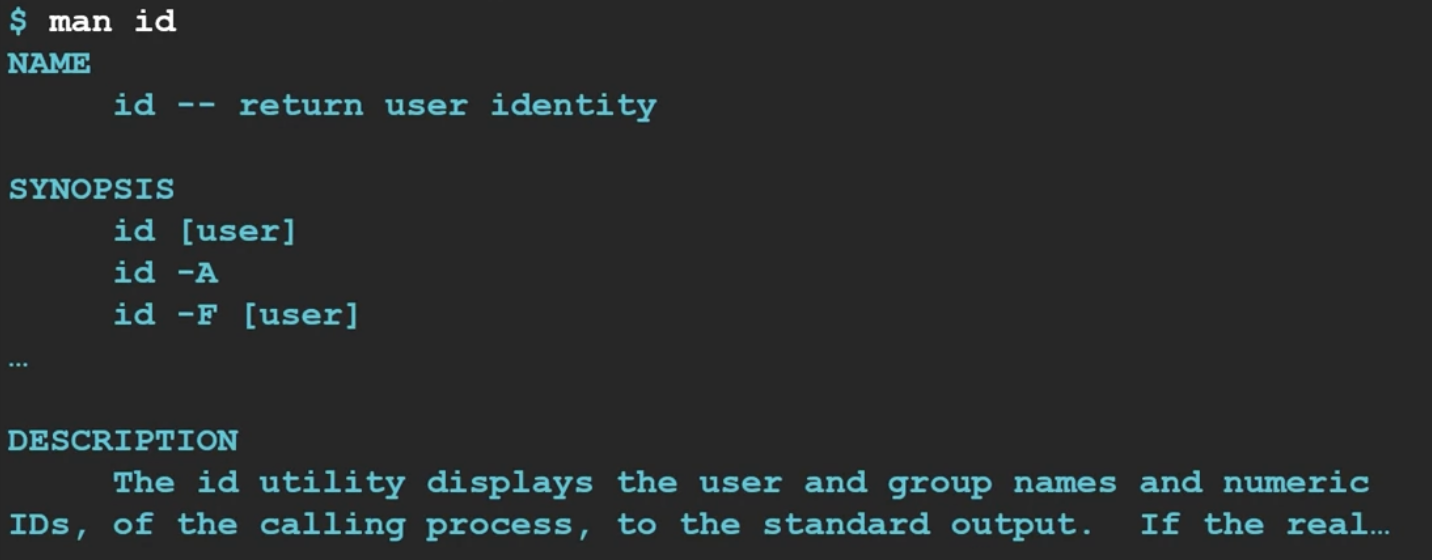 $ man id
NAME
id -- return user identity
SYNOPSIS
id [user]
id -A
id -F [user]
…
DESCRIPTION
The id utility displays the user and group names and numeric
IDs, of the calling process, to the standard output.  If the real…